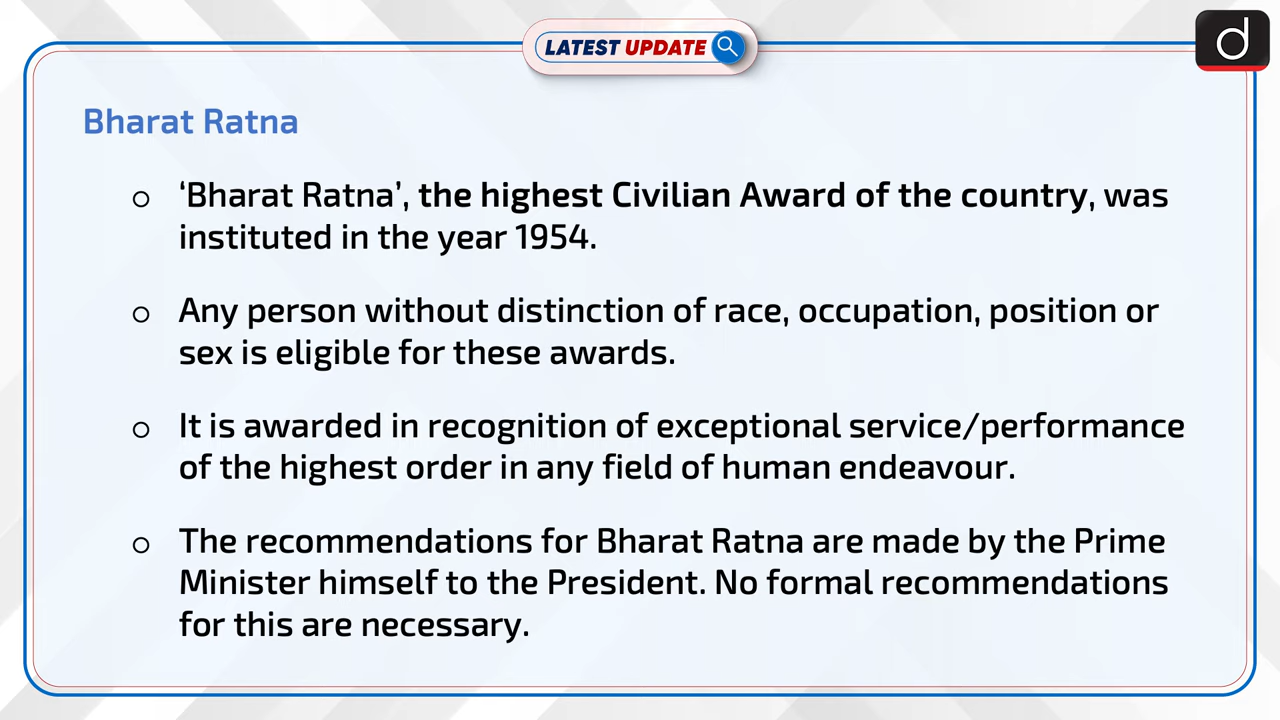 LATEST UPDATE
d
Bharat Ratna
‘Bharat Ratna’, the highest Civilian Award of the country, was
instituted in the year 1954.
Any person without distinction of race, occupation, position or
sex is eligible for these awards.
It is awarded in recognition of exceptional service/performance
of the highest order in any field of human endeavour.
The recommendations for Bharat Ratna are made by the Prime
Minister himself to the President. No formal recommendations
for this are necessary.